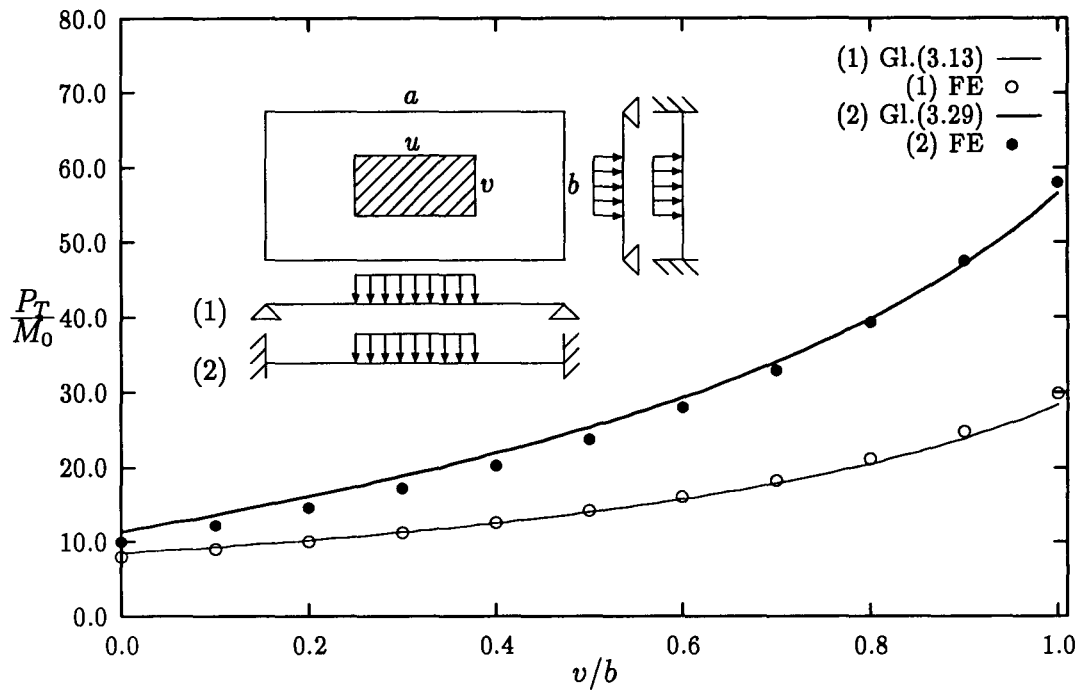 80.0
70.0
60.0
50.0
40.0
30.0
20.0
10.0
0.0
P_T
M_0
(1) Gl.(3.13)
(1) FE
(2) Gl.(3.29)
(2) FE
a
u
v
b
(1)
(2)
0.0 0.2 0.4 0.6 0.8 1.0
v/b